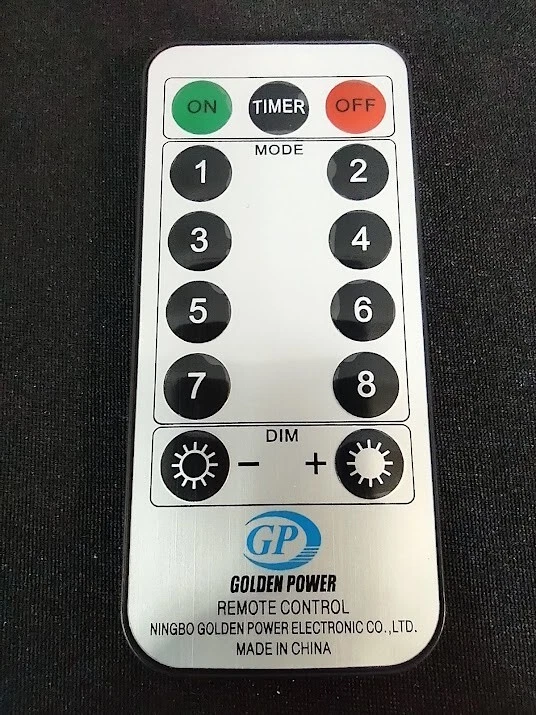 ON TIMER OFF
MODE
1 2
3 4
5 6
7 8
DIM
− +
GP
GOLDEN POWER
REMOTE CONTROL
NINGBO GOLDEN POWER ELECTRONIC CO.,LTD.
MADE IN CHINA